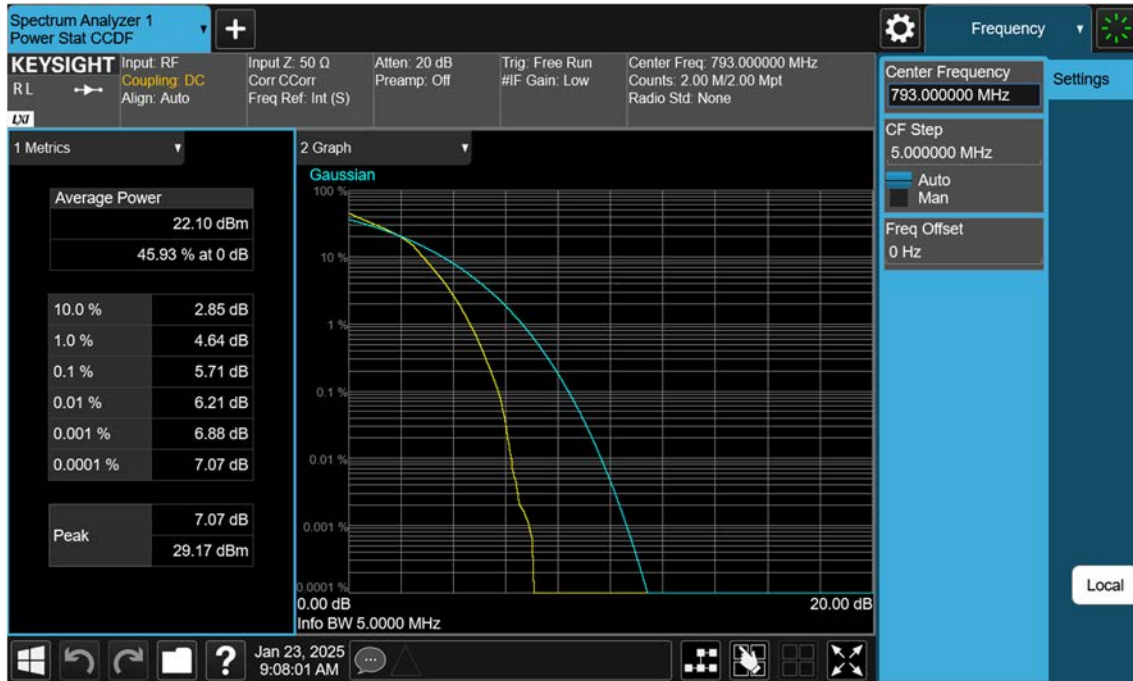 Spectrum Analyzer 1
Power Stat CCDF
Frequency
KEYSIGHT
RL
LXI
Input: RF
Coupling: DC
Align: Auto
Input Z: 50 Ω
Corr CCorr
Freq Ref: Int (S)
Atten: 20 dB
Preamp: Off
Trig: Free Run
#IF Gain: Low
Center Freq: 793.000000 MHz
Counts: 2.00 M/2.00 Mpt
Radio Std: None
Center Frequency
793.000000 MHz
Settings
CF Step
5.000000 MHz
Auto
Man
Freq Offset
0 Hz
Local
1 Metrics
Average Power
22.10 dBm
45.93 % at 0 dB
10.0 % 2.85 dB
1.0 % 4.64 dB
0.1 % 5.71 dB
0.01 % 6.21 dB
0.001 % 6.88 dB
0.0001 % 7.07 dB
Peak
7.07 dB
29.17 dBm
2 Graph
Gaussian
100 %
10 %
1 %
0.1 %
0.01 %
0.001 %
0.0001 %
0.00 dB 20.00 dB
Info BW 5.0000 MHz
?
Jan 23, 2025
9:08:01 AM